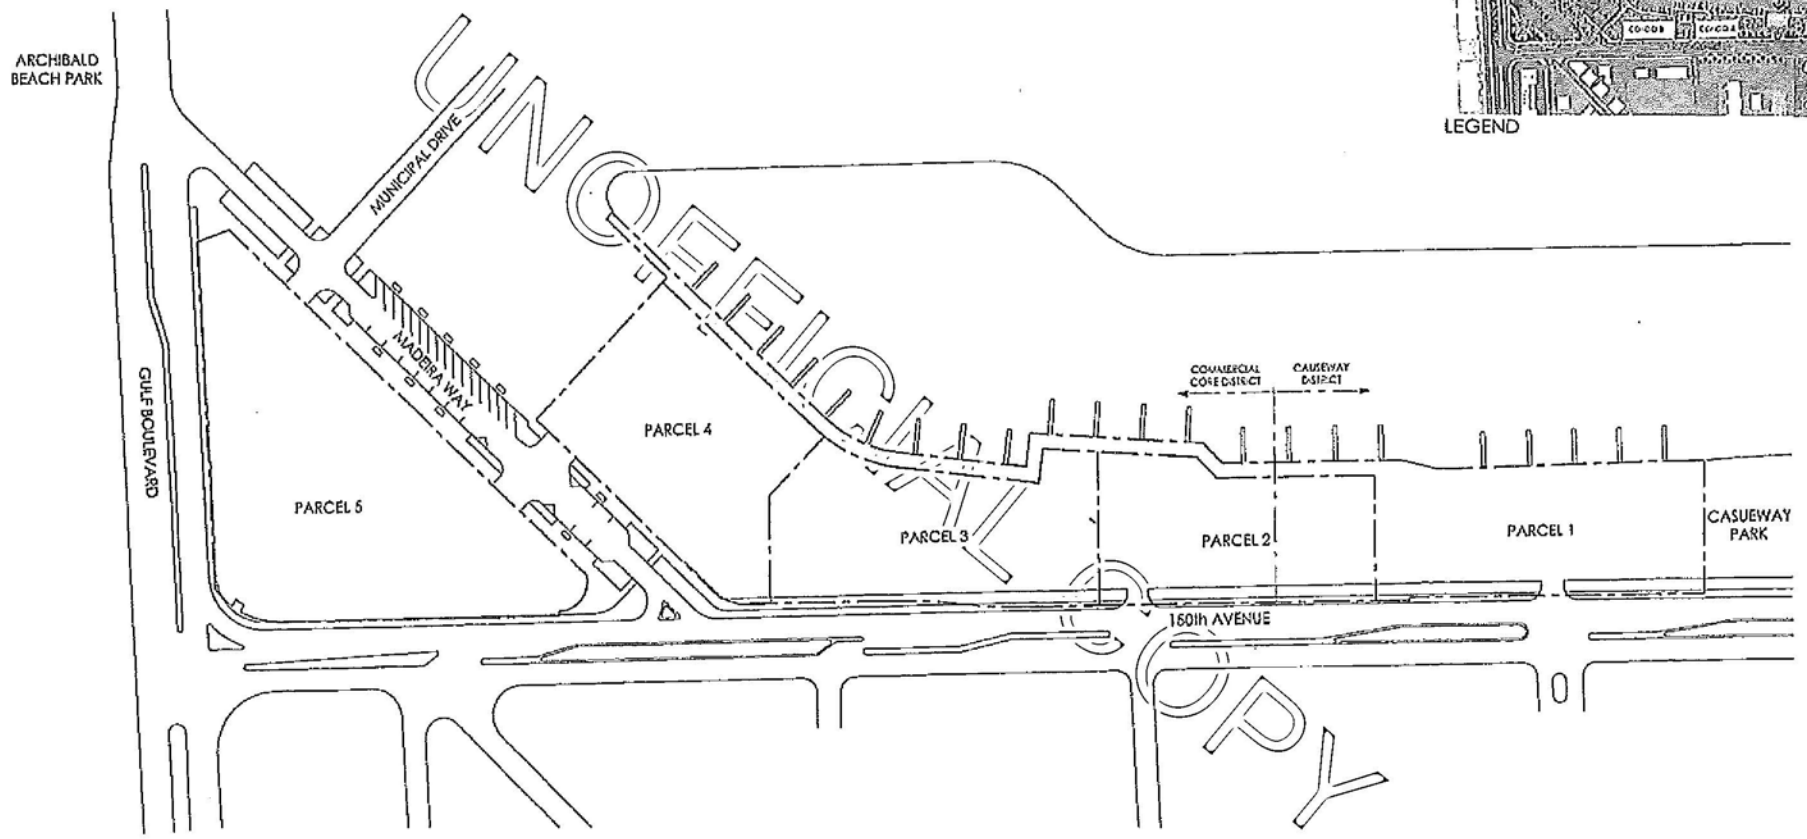 ARCHIBALD
BEACH PARK
MUNICIPAL DRIVE
LEGEND
UNOFFICIAL
COPY
GULF BOULEVARD
MADEIRA WAY
COMMERCIAL
CORE DISTRICT
CAUSEWAY
DISTRICT
PARCEL 4
PARCEL 5
PARCEL 3
PARCEL 2
PARCEL 1
CASUEWAY
PARK
150th AVENUE